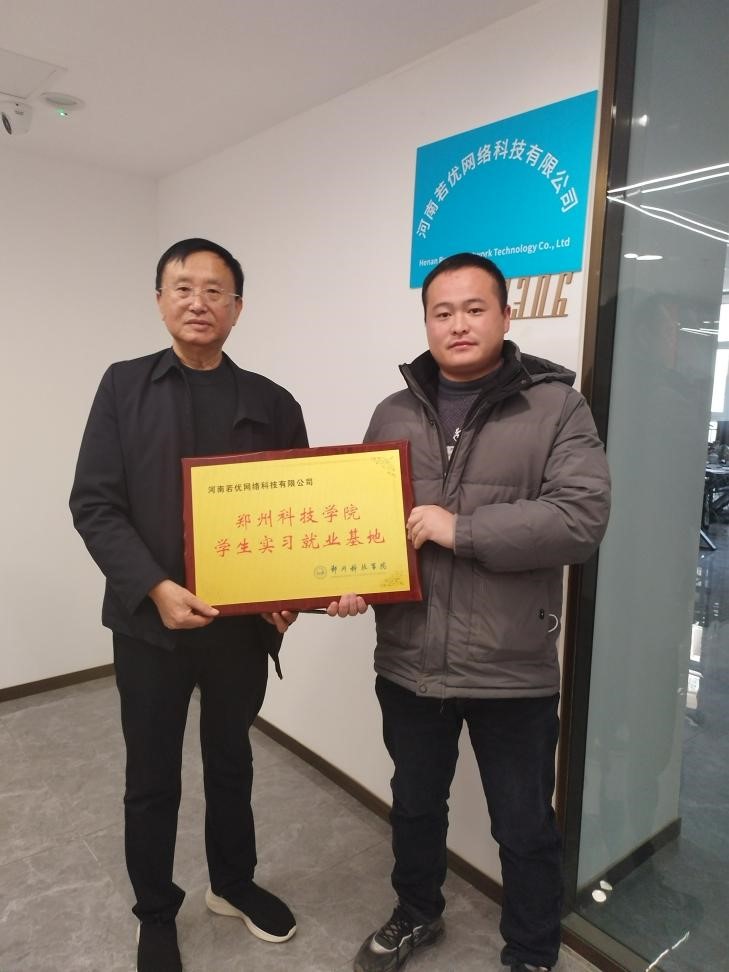 河南若优网络科技有限公司
Technology Co., Ltd
河南若优网络科技有限公司
郑州科技学院
学生实习就业基地
郑州科技学院